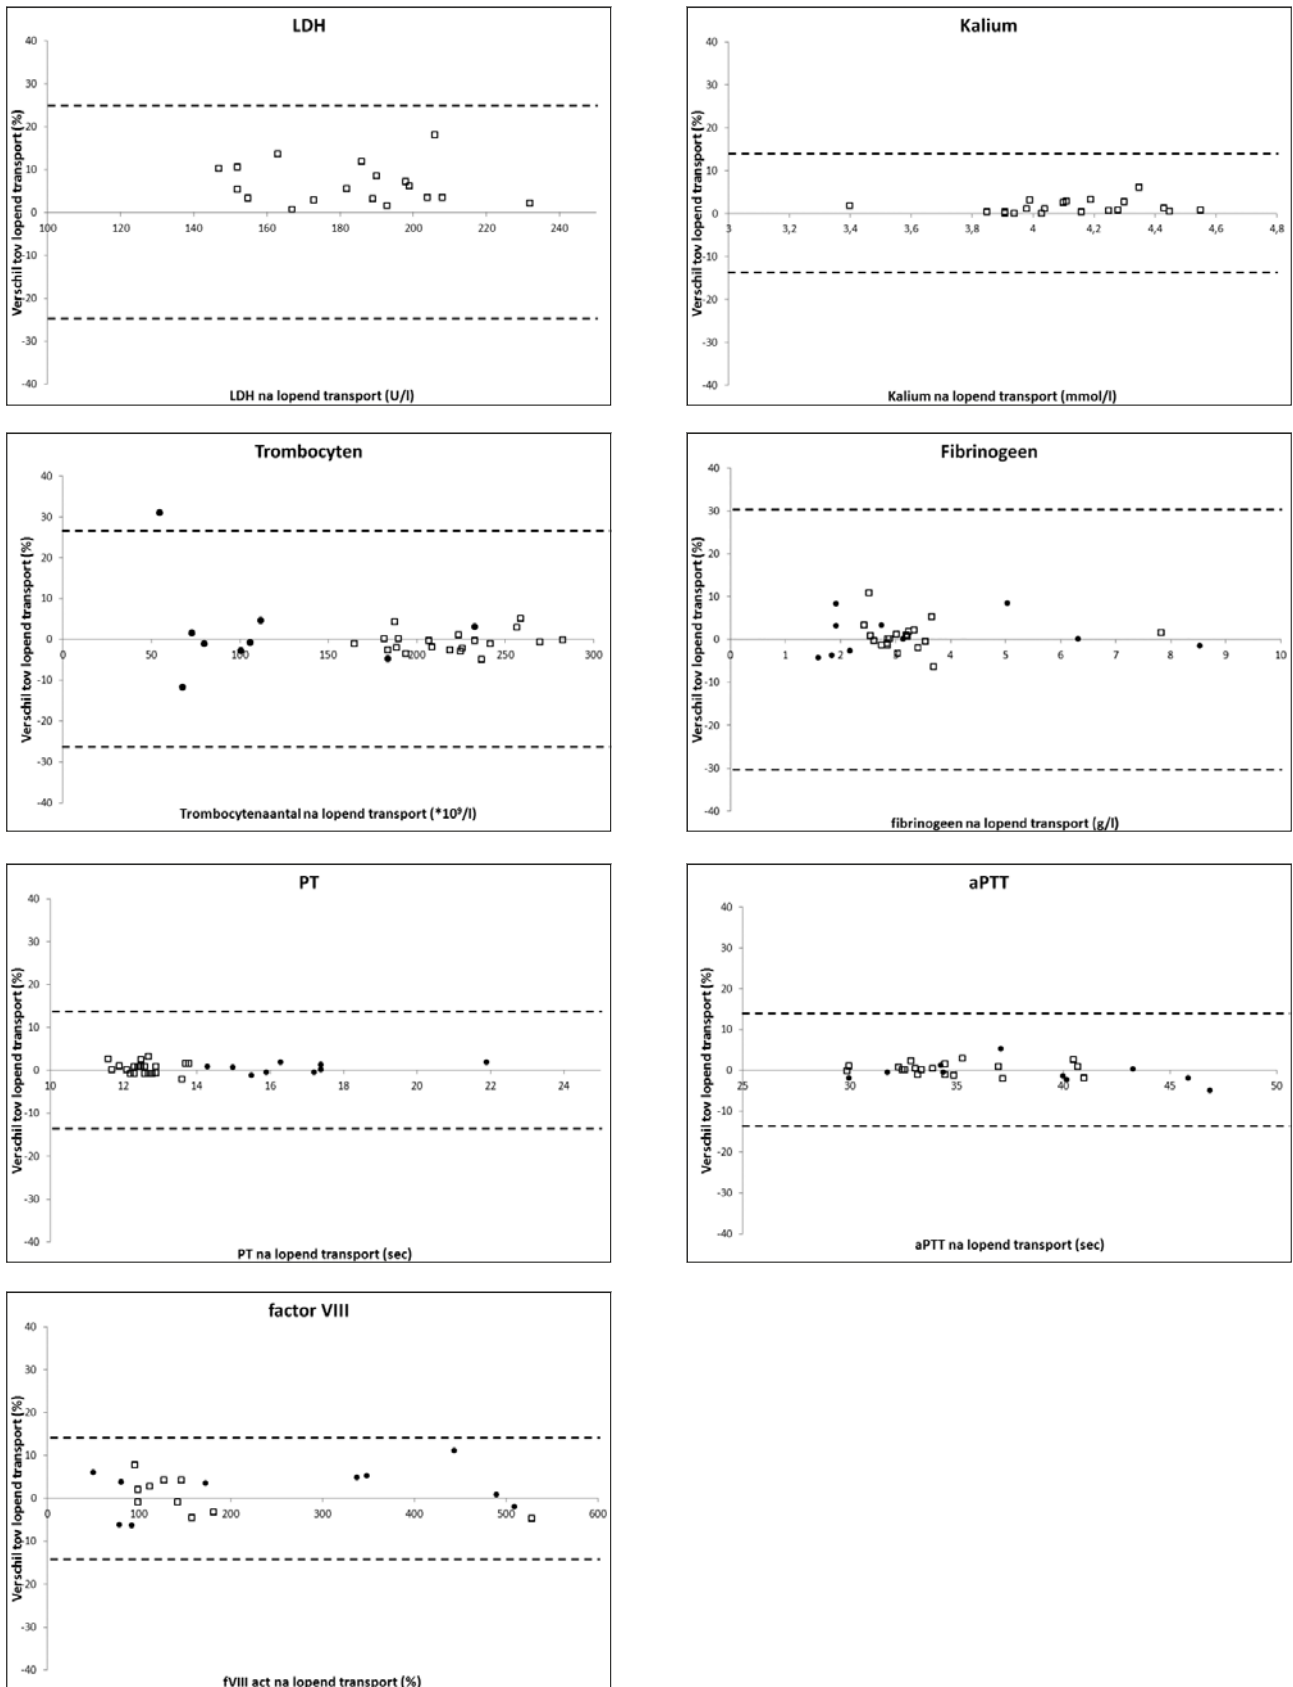 LDH
40
30
20
10
0
-10
-20
-30
-40
100 120 140 160 180 200 220 240
Verschil tov lopend transport (%)
LDH na lopend transport (U/l)
Kalium
40
30
20
10
0
-10
-20
-30
-40
3 3,2 3,4 3,6 3,8 4 4,2 4,4 4,6 4,8
Verschil tov lopend transport (%)
Kalium na lopend transport (mmol/l)
Trombocyten
40
30
20
10
0
-10
-20
-30
-40
0 50 100 150 200 250 300
Verschil tov lopend transport (%)
Trombocytenaantal na lopend transport (*10⁹/l)
Fibrinogeen
40
30
20
10
0
-10
-20
-30
-40
0 1 2 3 4 5 6 7 8 9 10
Verschil tov lopend transport (%)
fibrinogeen na lopend transport (g/l)
PT
40
30
20
10
0
-10
-20
-30
-40
10 12 14 16 18 20 22 24
Verschil tov lopend transport (%)
PT na lopend transport (sec)
aPTT
40
30
20
10
0
-10
-20
-30
-40
25 30 35 40 45 50
Verschil tov lopend transport (%)
aPTT na lopend transport (sec)
factor VIII
40
30
20
10
0
-10
-20
-30
-40
0 100 200 300 400 500 600
Verschil tov lopend transport (%)
fVIII act na lopend transport (%)